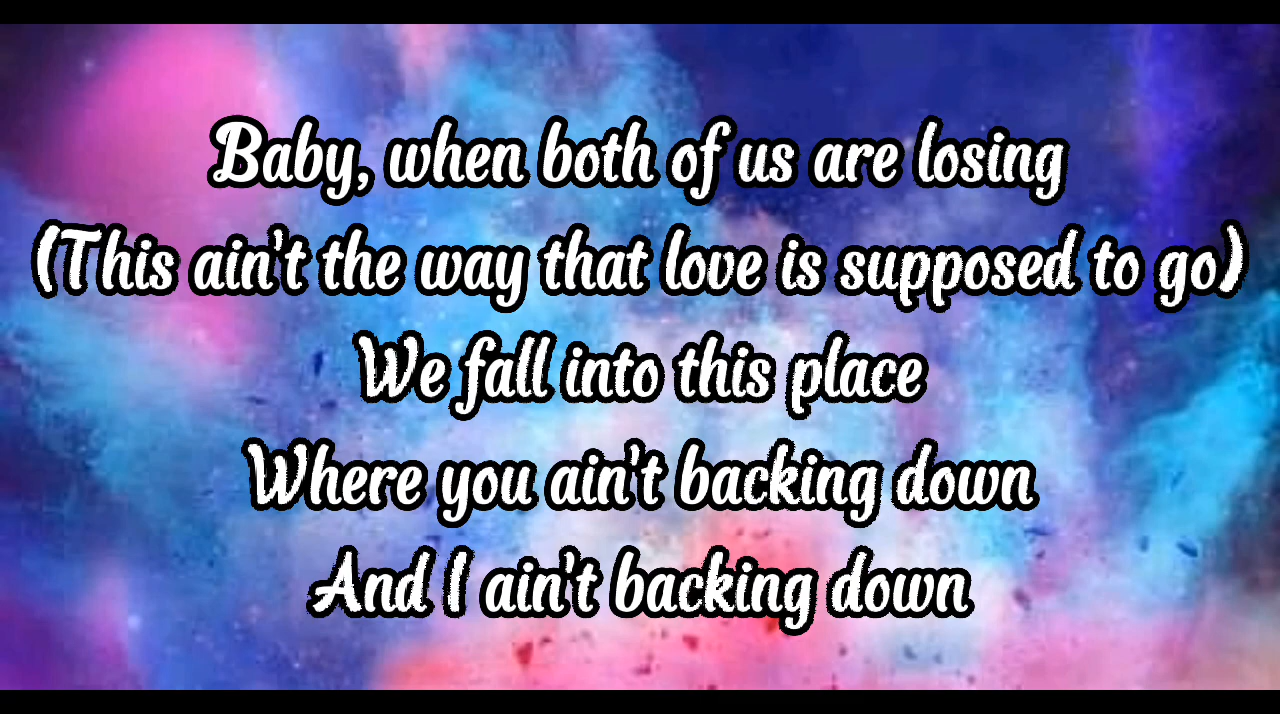 Baby, when both of us are losing
(This ain't the way that love is supposed to go)
We fall into this place
Where you ain't backing down
And I ain't backing down